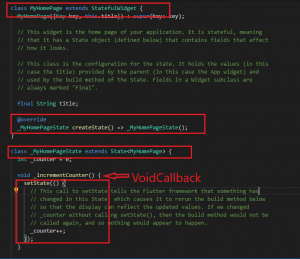 class MyHomePage extends StatefulWidget {
MyHomePage({Key key, this.title}) : super(key: key);
// This widget is the home page of your application. It is stateful, meaning
// that it has a State object (defined below) that contains fields that affect
// how it looks.
// This class is the configuration for the state. It holds the values (in this
// case the title) provided by the parent (in this case the App widget) and
// used by the build method of the State. Fields in a Widget subclass are
// always marked "final".
final String title;
@override
_MyHomePageState createState() => _MyHomePageState();
class _MyHomePageState extends State<MyHomePage> {
int _counter = 0;
void _incrementCounter() {
VoidCallback
setState(() {
// This call to setState tells the Flutter framework that something has
// changed in this State, which causes it to rerun the build method below
// so that the display can reflect the updated values. If we changed
// _counter without calling setState(), then the build method would not be
// called again, and so nothing would appear to happen.
_counter++;
});
}